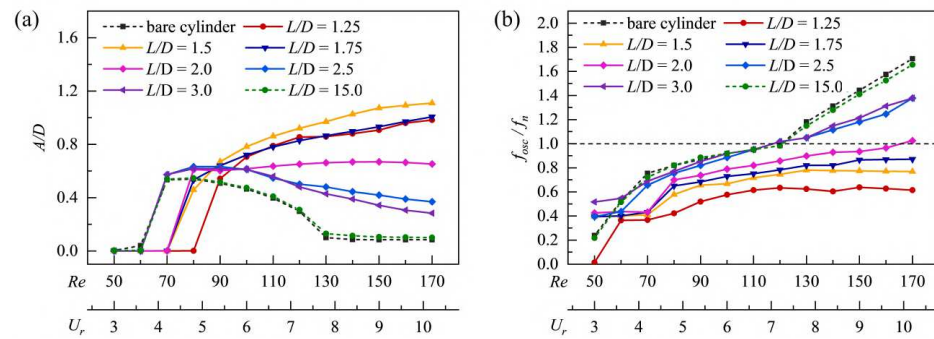 (a)
A/D
1.6
1.2
0.8
0.4
0.0
bare cylinder
L/D = 1.25
L/D = 1.5
L/D = 1.75
L/D = 2.0
L/D = 2.5
L/D = 3.0
L/D = 15.0
Re 50 70 90 110 130 150 170
U_r 3 4 5 6 7 8 9 10
(b)
f_osc / f_n
2.0
1.8
1.6
1.4
1.2
1.0
0.8
0.6
0.4
0.2
0.0
bare cylinder
L/D = 1.25
L/D = 1.5
L/D = 1.75
L/D = 2.0
L/D = 2.5
L/D = 3.0
L/D = 15.0
Re 50 70 90 110 130 150 170
U_r 3 4 5 6 7 8 9 10